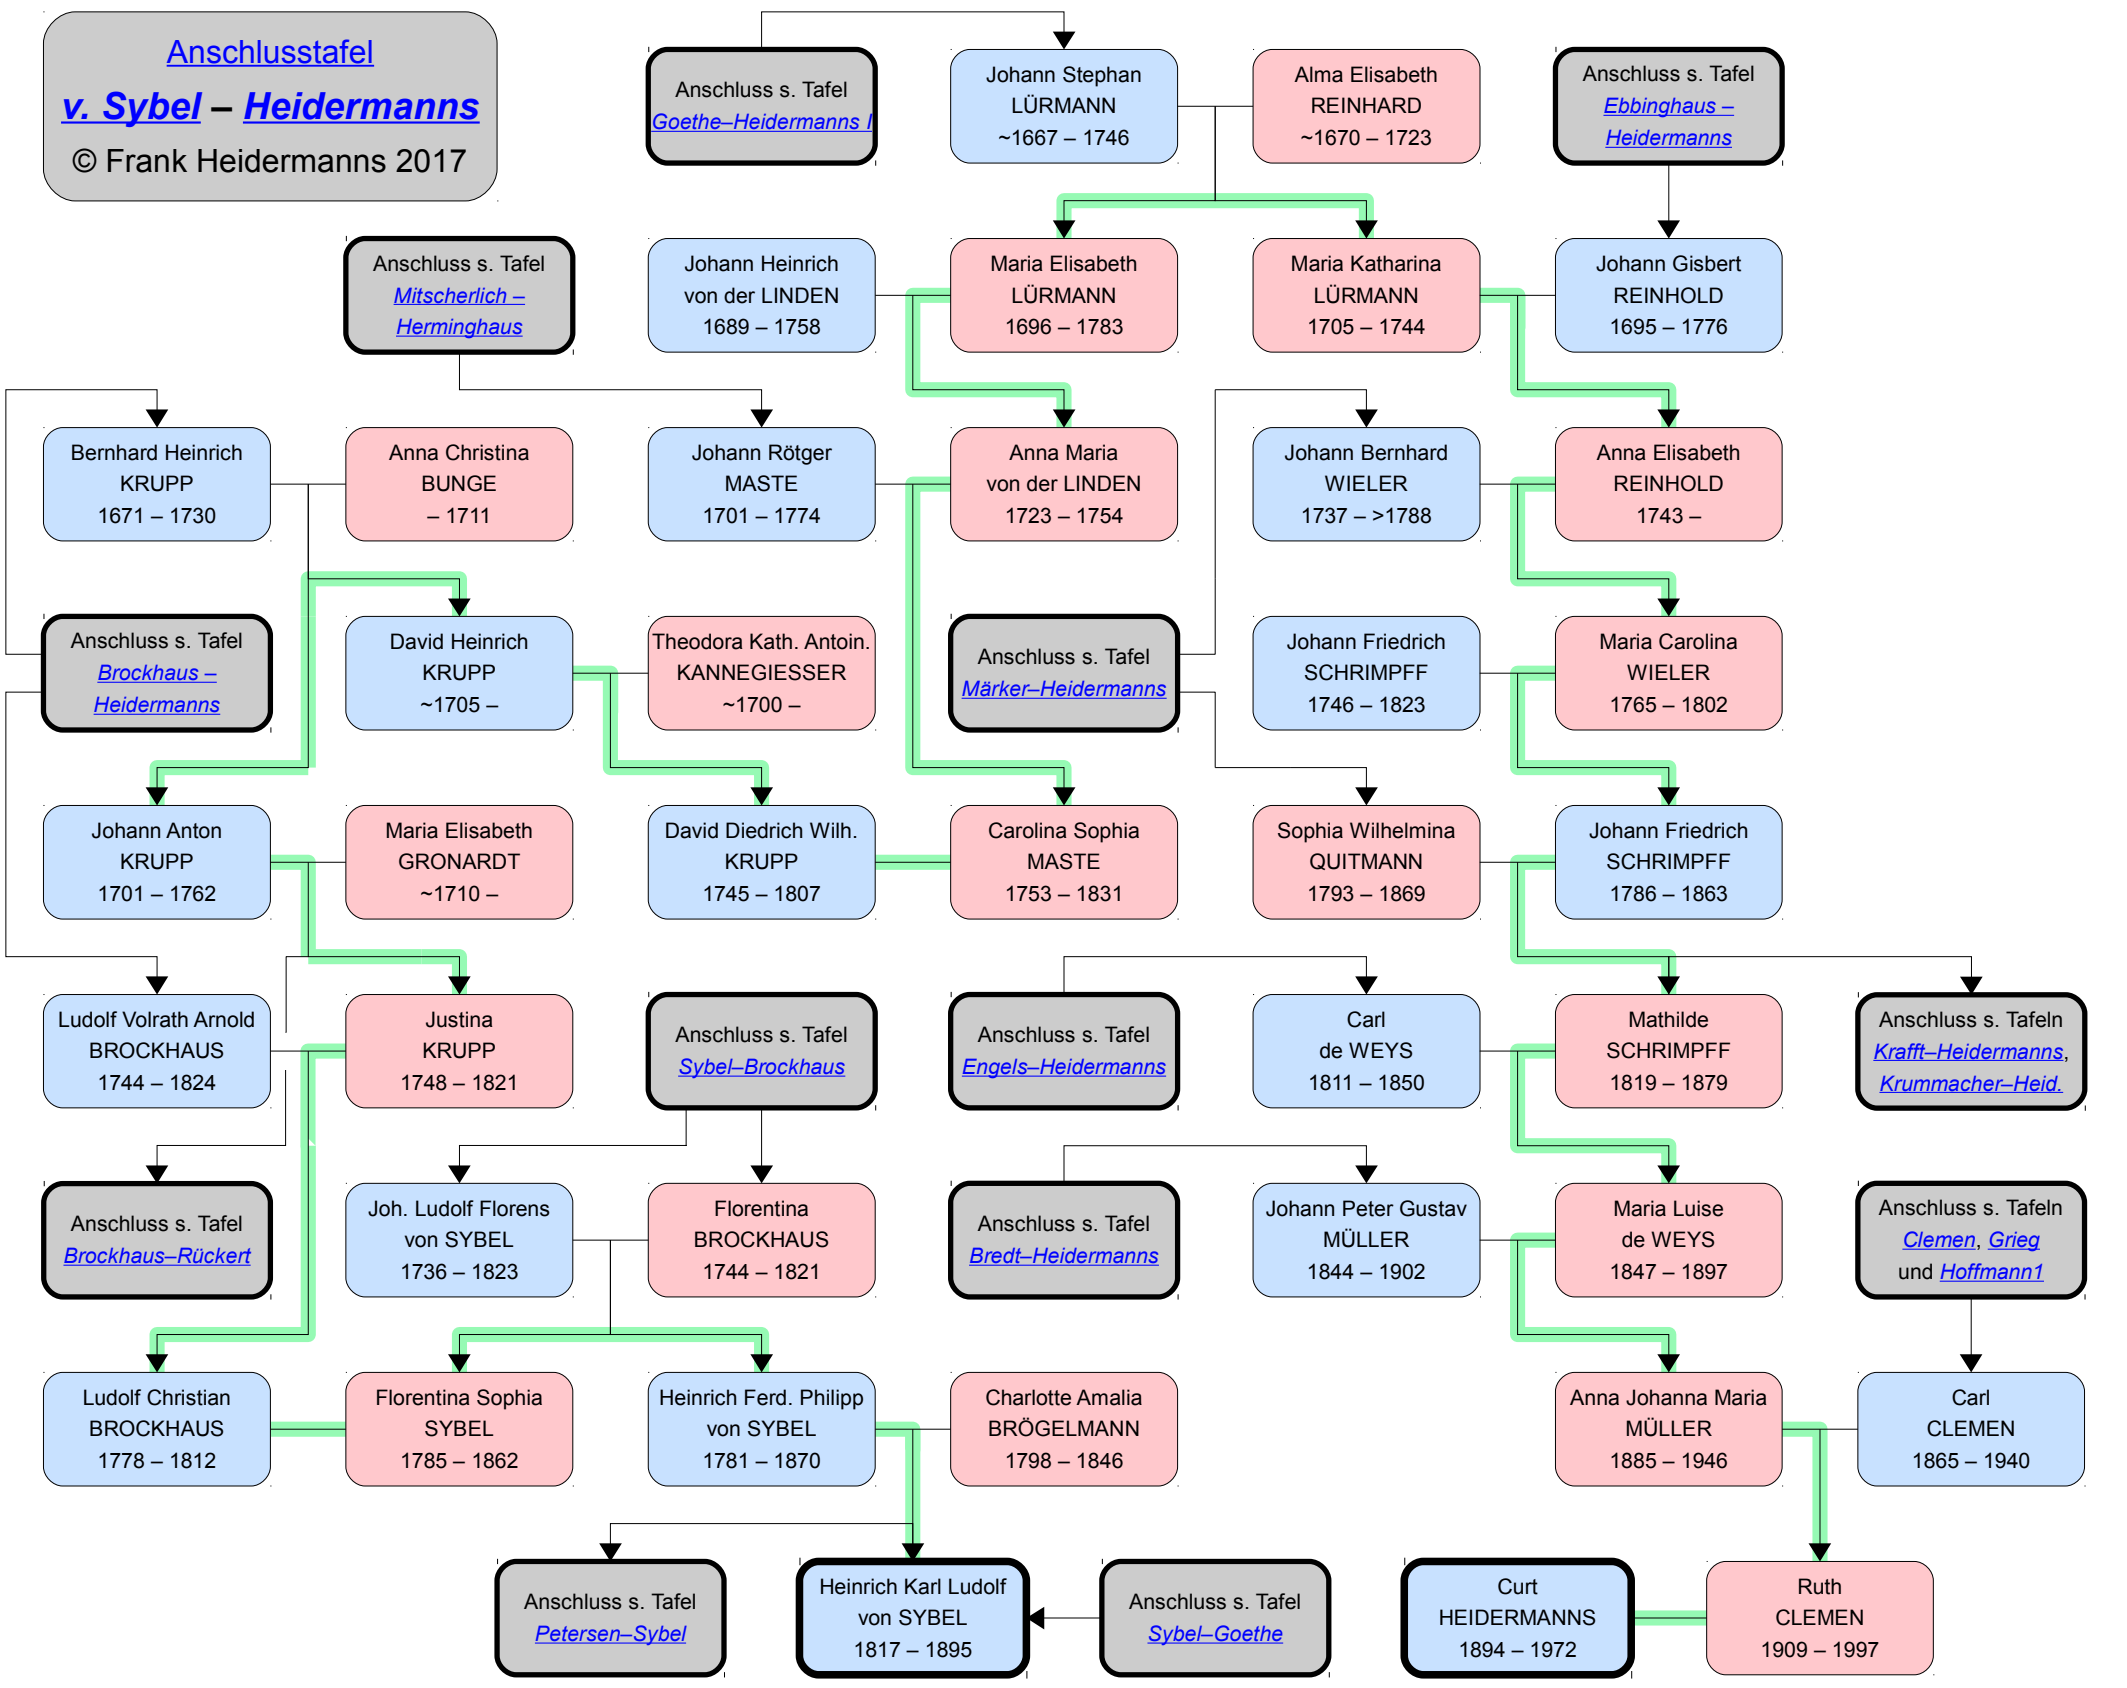 Anschlusstafel
v. Sybel – Heidermanns
© Frank Heidermanns 2017
Anschluss s. Tafel
Goethe–Heidermanns I
Johann Stephan
LÜRMANN
~1667 – 1746
Alma Elisabeth
REINHARD
~1670 – 1723
Anschluss s. Tafel
Ebbinghaus –
Heidermanns
Anschluss s. Tafel
Mitscherlich –
Herminghaus
Johann Heinrich
von der LINDEN
1689 – 1758
Maria Elisabeth
LÜRMANN
1696 – 1783
Maria Katharina
LÜRMANN
1705 – 1744
Johann Gisbert
REINHOLD
1695 – 1776
Bernhard Heinrich
KRUPP
1671 – 1730
Anna Christina
BUNGE
– 1711
Johann Rötger
MASTE
1701 – 1774
Anna Maria
von der LINDEN
1723 – 1754
Johann Bernhard
WIELER
1737 – >1788
Anna Elisabeth
REINHOLD
1743 –
Anschluss s. Tafel
Brockhaus –
Heidermanns
David Heinrich
KRUPP
~1705 –
Theodora Kath. Antoin.
KANNEGIESSER
~1700 –
Anschluss s. Tafel
Märker–Heidermanns
Johann Friedrich
SCHRIMPFF
1746 – 1823
Maria Carolina
WIELER
1765 – 1802
Johann Anton
KRUPP
1701 – 1762
Maria Elisabeth
GRONARDT
~1710 –
David Diedrich Wilh.
KRUPP
1745 – 1807
Carolina Sophia
MASTE
1753 – 1831
Sophia Wilhelmina
QUITMANN
1793 – 1869
Johann Friedrich
SCHRIMPFF
1786 – 1863
Ludolf Volrath Arnold
BROCKHAUS
1744 – 1824
Justina
KRUPP
1748 – 1821
Anschluss s. Tafel
Sybel–Brockhaus
Anschluss s. Tafel
Engels–Heidermanns
Carl
de WEYS
1811 – 1850
Mathilde
SCHRIMPFF
1819 – 1879
Anschluss s. Tafeln
Krafft–Heidermanns,
Krummacher–Heid.
Anschluss s. Tafel
Brockhaus–Rückert
Joh. Ludolf Florens
von SYBEL
1736 – 1823
Florentina
BROCKHAUS
1744 – 1821
Anschluss s. Tafel
Bredt–Heidermanns
Johann Peter Gustav
MÜLLER
1844 – 1902
Maria Luise
de WEYS
1847 – 1897
Anschluss s. Tafeln
Clemen, Grieg
und Hoffmann1
Ludolf Christian
BROCKHAUS
1778 – 1812
Florentina Sophia
SYBEL
1785 – 1862
Heinrich Ferd. Philipp
von SYBEL
1781 – 1870
Charlotte Amalia
BRÖGELMANN
1798 – 1846
Anna Johanna Maria
MÜLLER
1885 – 1946
Carl
CLEMEN
1865 – 1940
Anschluss s. Tafel
Petersen–Sybel
Heinrich Karl Ludolf
von SYBEL
1817 – 1895
Anschluss s. Tafel
Sybel–Goethe
Curt
HEIDERMANNS
1894 – 1972
Ruth
CLEMEN
1909 – 1997